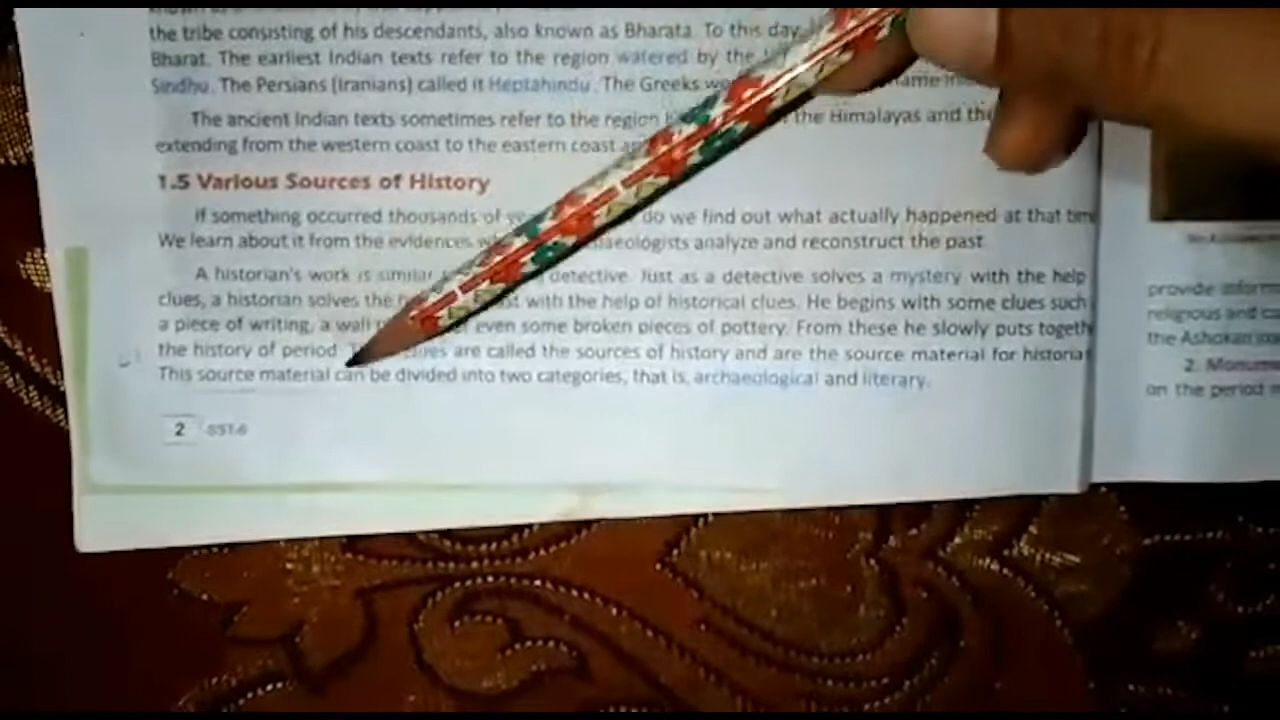 the tribe consisting of his descendants, also known as Bharata. To this day,
Bharat. The earliest Indian texts refer to the region watered by the
Sindhu. The Persians (Iranians) called it Heptahindu. The Greeks
The ancient Indian texts sometimes refer to the region the Himalayas and the
extending from the western coast to the eastern coast
1.5 Various Sources of History
If something occurred thousands of do we find out what actually happened at that
We learn about it from the evidences analyze and reconstruct the past.
A historian's work is similar detective. Just as a detective solves a mystery with the help
clues, a historian solves the with the help of historical clues. He begins with some clues such
a piece of writing, a wall even some broken pieces of pottery. From these he slowly puts
the history of period. are called the sources of history and are the source material for
This source material can be divided into two categories, that is, archaeological and literary.
2 SST-6
provide
religious and
the
2. 
on the period